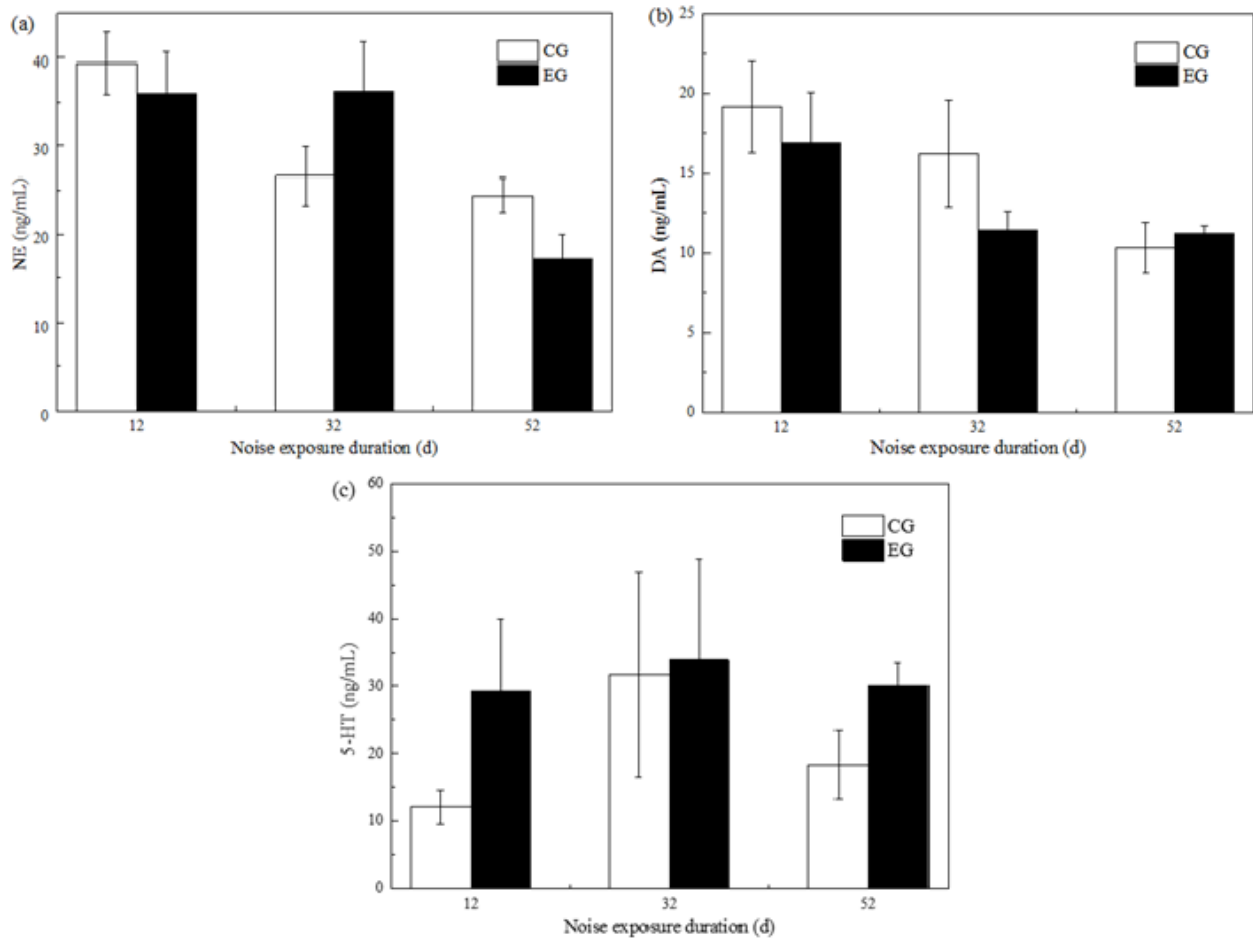 (a)
CG
EG
40
30
20
10
0
NE (ng/mL)
12
32
52
Noise exposure duration (d)
(b)
CG
EG
25
20
15
10
5
0
DA (ng/mL)
12
32
52
Noise exposure duration (d)
(c)
CG
EG
60
50
40
30
20
10
0
5-HT (ng/mL)
12
32
52
Noise exposure duration (d)